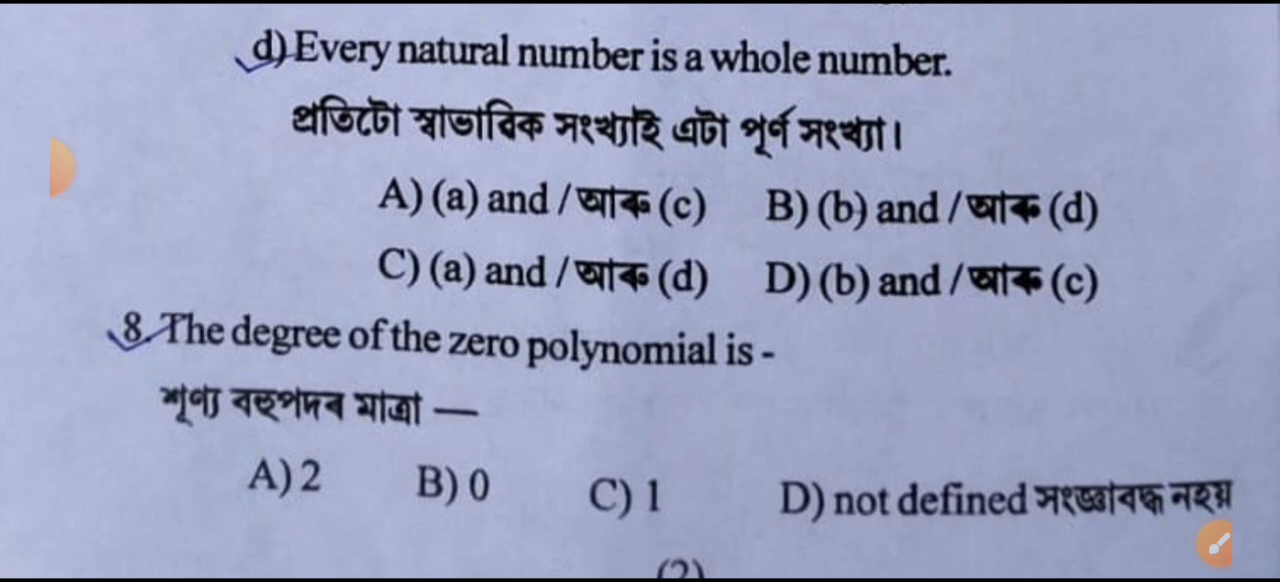 d) Every natural number is a whole number.
প্ৰতিটো স্বাভাবিক সংখ্যাই এটা পূৰ্ণ সংখ্যা।
A) (a) and / আৰু (c) B) (b) and / আৰু (d)
C) (a) and / আৰু (d) D) (b) and / আৰু (c)
8. The degree of the zero polynomial is -
শূণ্য বহুপদৰ মাত্ৰা —
A) 2 B) 0 C) 1 D) not defined সংজ্ঞাবদ্ধ নহয়
(2)